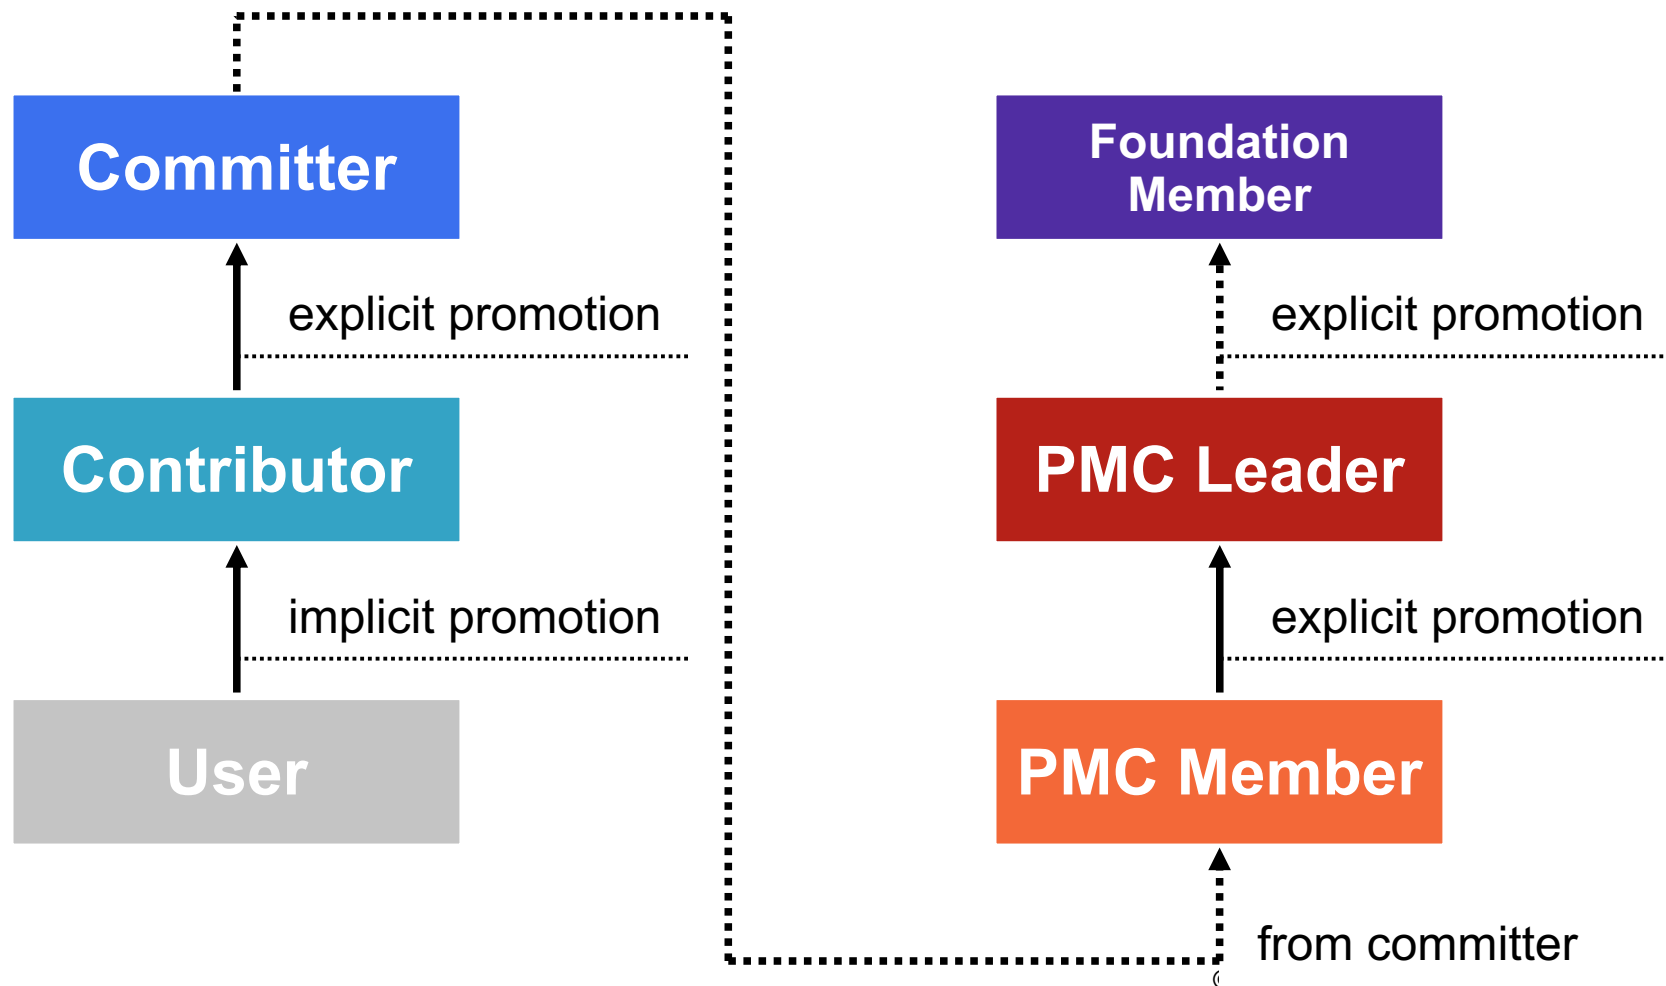 Committer
explicit promotion
Contributor
implicit promotion
User
Foundation
Member
explicit promotion
PMC Leader
explicit promotion
PMC Member
from committer